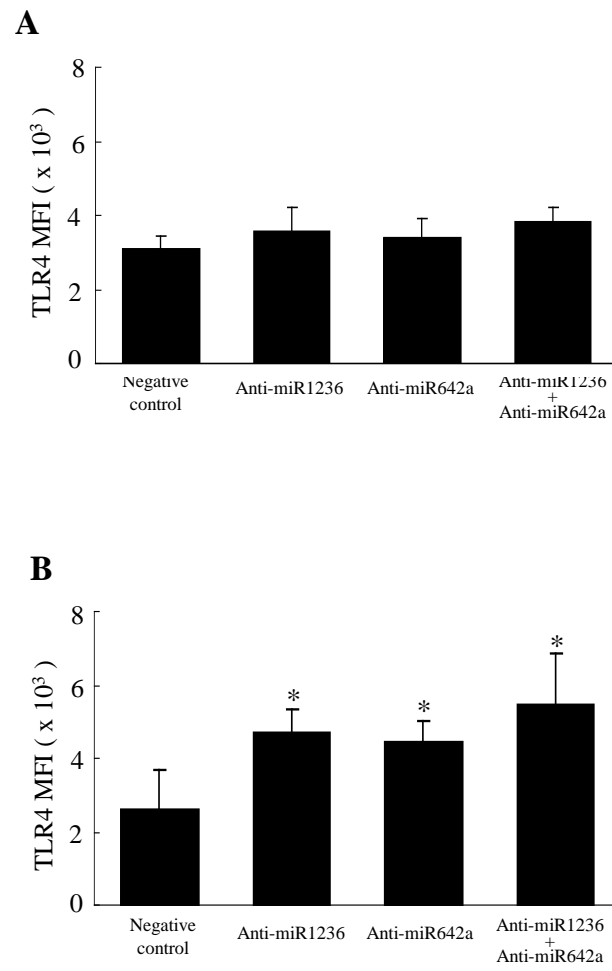 A
TLR4 MFI ( x 10³ )
8
6
4
2
0
Negative
control
Anti-miR1236
Anti-miR642a
Anti-miR1236
+
Anti-miR642a
B
TLR4 MFI ( x 10³ )
8
6
4
2
0
*
*
*
Negative
control
Anti-miR1236
Anti-miR642a
Anti-miR1236
+
Anti-miR642a